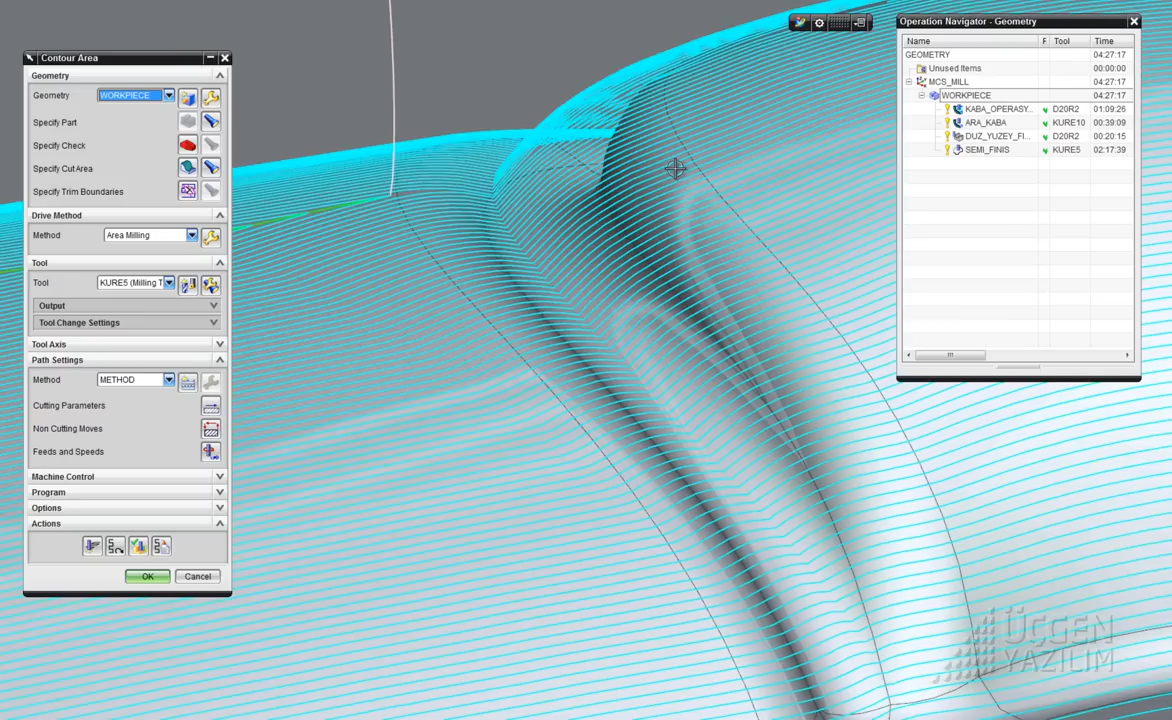 Contour Area
Geometry
Geometry WORKPIECE
Specify Part
Specify Check
Specify Cut Area
Specify Trim Boundaries
Drive Method
Method Area Milling
Tool
Tool KURE5 (Milling T
Output
Tool Change Settings
Tool Axis
Path Settings
Method METHOD
Cutting Parameters
Non Cutting Moves
Feeds and Speeds
Machine Control
Program
Options
Actions
OK Cancel
Operation Navigator - Geometry
Name F Tool Time
GEOMETRY 04:27:17
Unused Items 00:00:00
MCS_MILL 04:27:17
WORKPIECE 04:27:17
KABA_OPERASY... D20R2 01:09:26
ARA_KABA KURE10 00:39:09
DUZ_YUZEY_FI... D20R2 00:20:15
SEMI_FINIS KURE5 02:17:39
ÜÇGEN
YAZILIM